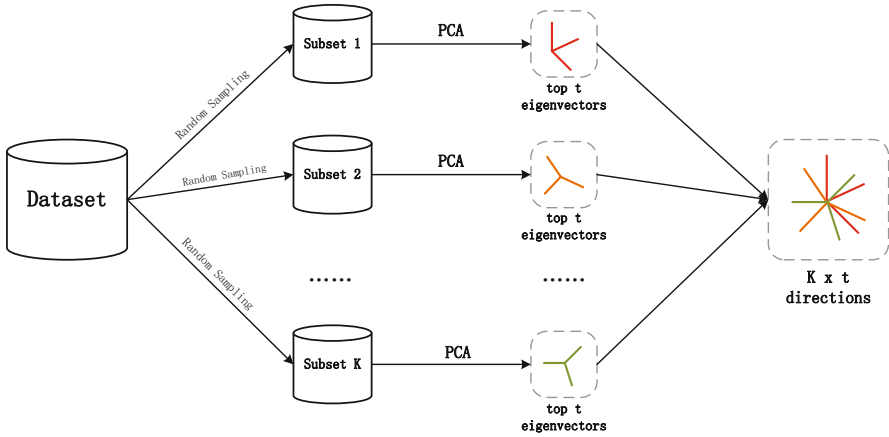 Dataset
Random Sampling
Subset 1
PCA
top t
eigenvectors
Random Sampling
Subset 2
PCA
top t
eigenvectors
......
......
Random Sampling
Subset K
PCA
top t
eigenvectors
K x t
directions